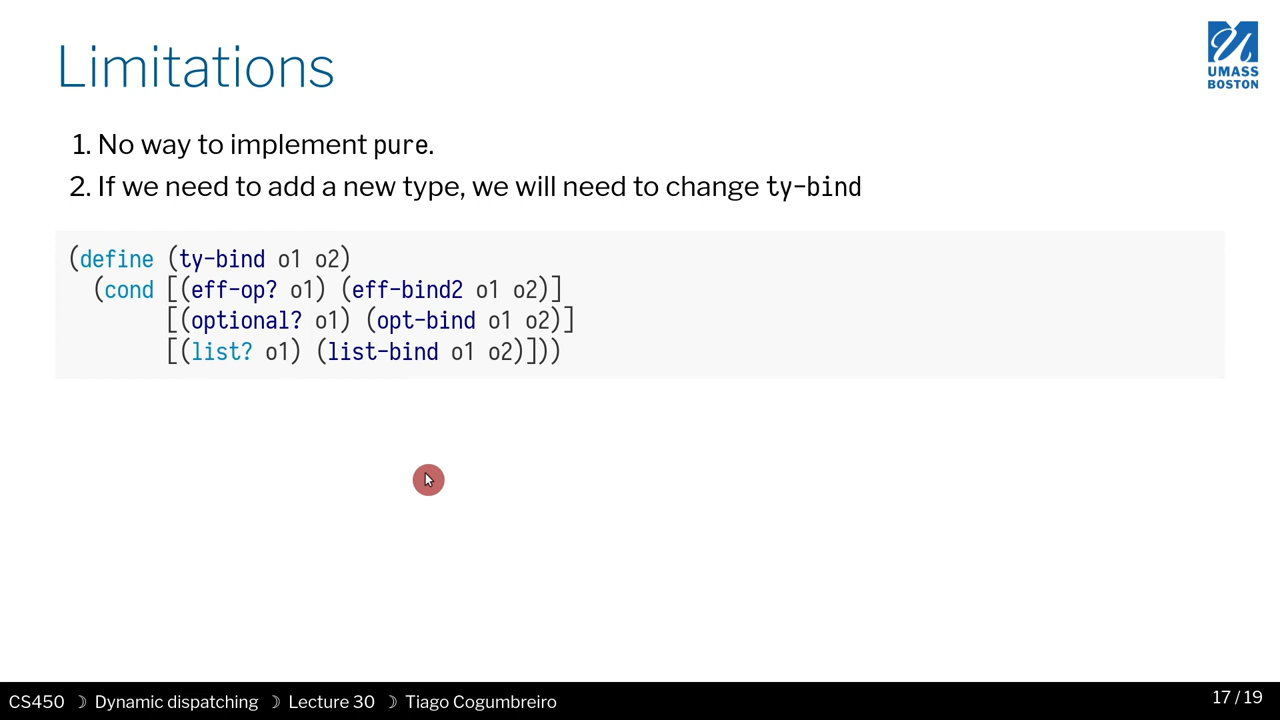 Limitations
UMASS
BOSTON
1. No way to implement pure.
2. If we need to add a new type, we will need to change ty-bind
(define (ty-bind o1 o2)
  (cond [(eff-op? o1) (eff-bind2 o1 o2)]
        [(optional? o1) (opt-bind o1 o2)]
        [(list? o1) (list-bind o1 o2)]))
CS450 ☽ Dynamic dispatching ☽ Lecture 30 ☽ Tiago Cogumbreiro
17 / 19